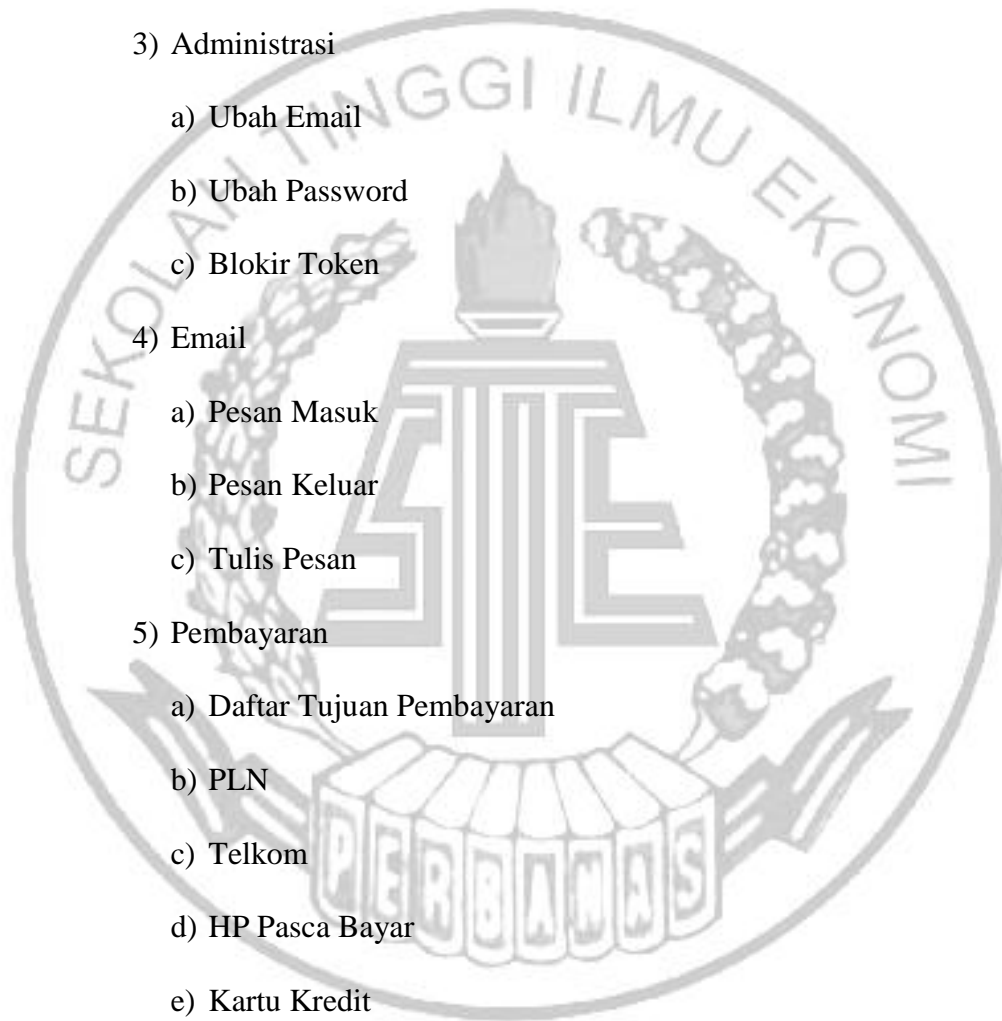 3) Administrasi
SEKOLAH TINGGI ILMU EKONOMI
a) Ubah Email
b) Ubah Password
c) Blokir Token
4) Email
a) Pesan Masuk
b) Pesan Keluar
c) Tulis Pesan
STIE
5) Pembayaran
a) Daftar Tujuan Pembayaran
b) PLN
c) Telkom
PERBANAS
d) HP Pasca Bayar
e) Kartu Kredit